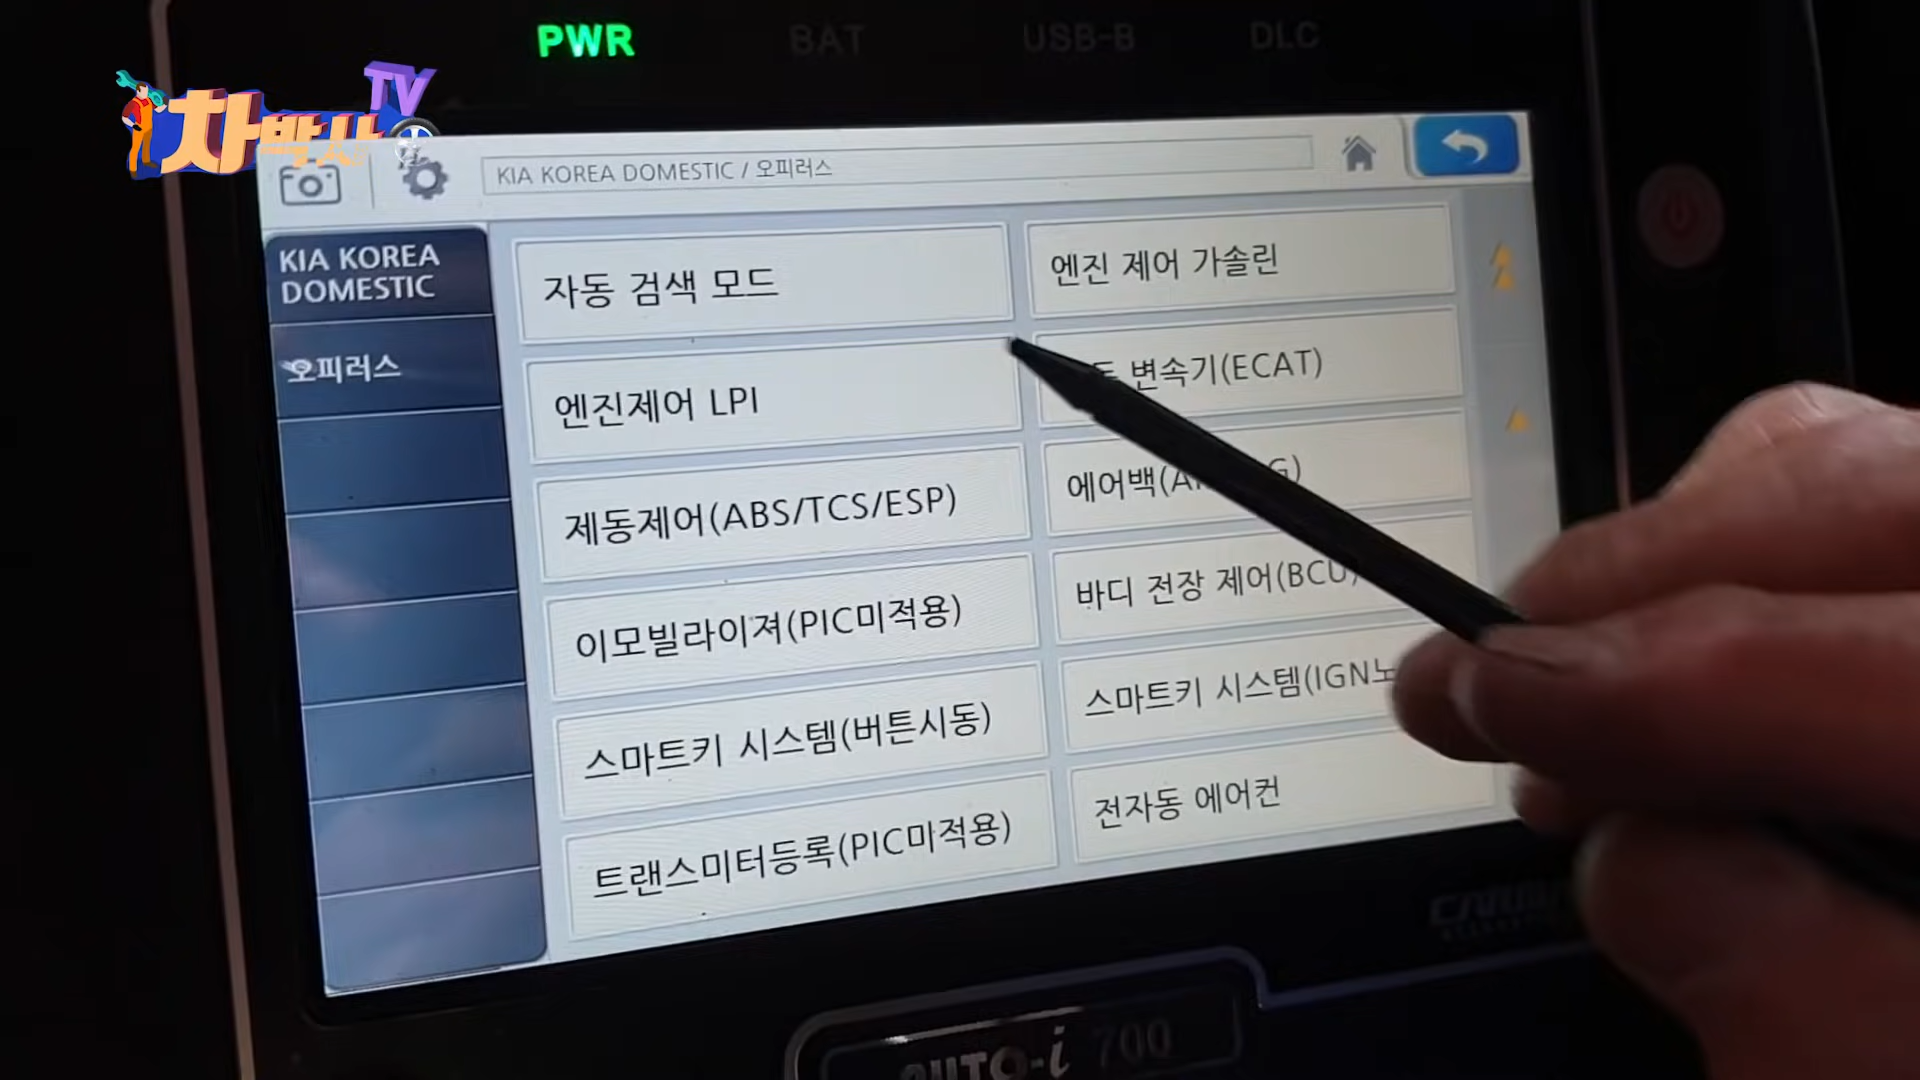 PWR
BAT
USB-B
DLC
차박사 TV
KIA KOREA DOMESTIC / 오피러스
KIA KOREA
DOMESTIC
오피러스
자동 검색 모드
엔진 제어 가솔린
엔진제어 LPI
변속기(ECAT)
제동제어(ABS/TCS/ESP)
에어백(
이모빌라이져(PIC미적용)
바디 전장 제어(BCU)
스마트키 시스템(버튼시동)
스마트키 시스템(IGN노
트랜스미터등록(PIC미적용)
전자동 에어컨
AUTO-i 700